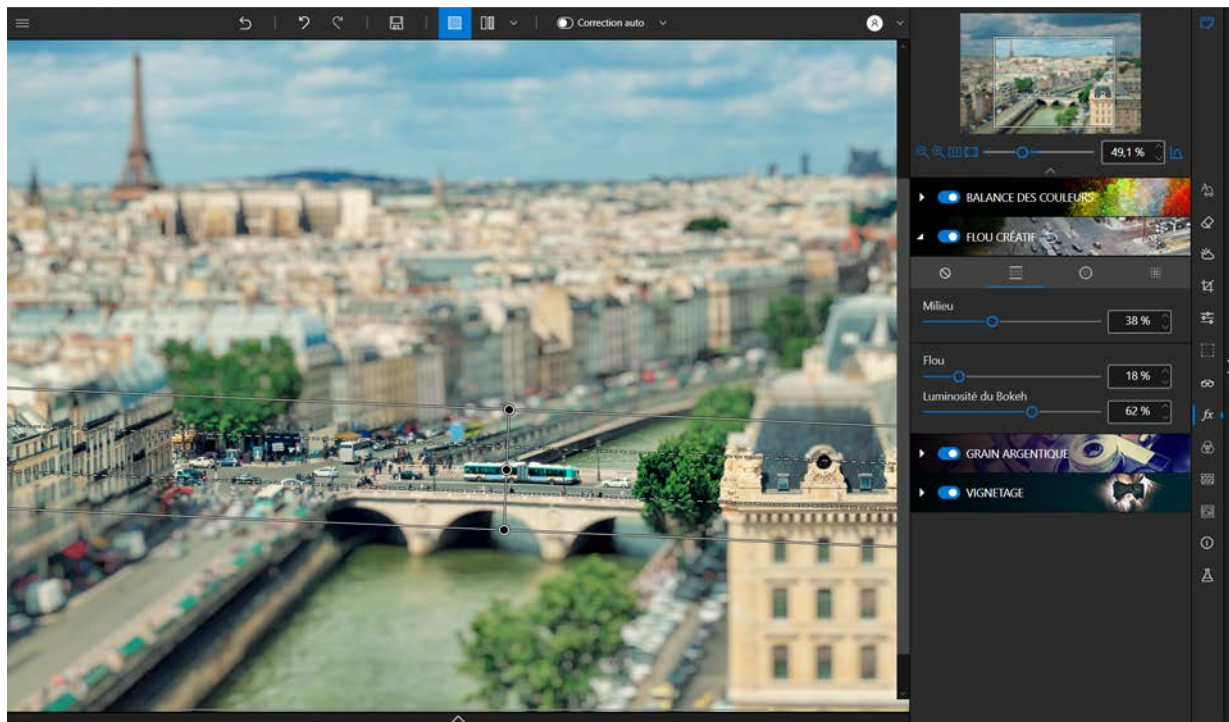 Correction auto
49,1 %
BALANCE DES COULEURS
FLOU CRÉATIF
Milieu
38 %
Flou
18 %
Luminosité du Bokeh
62 %
GRAIN ARGENTIQUE
VIGNETAGE
fx